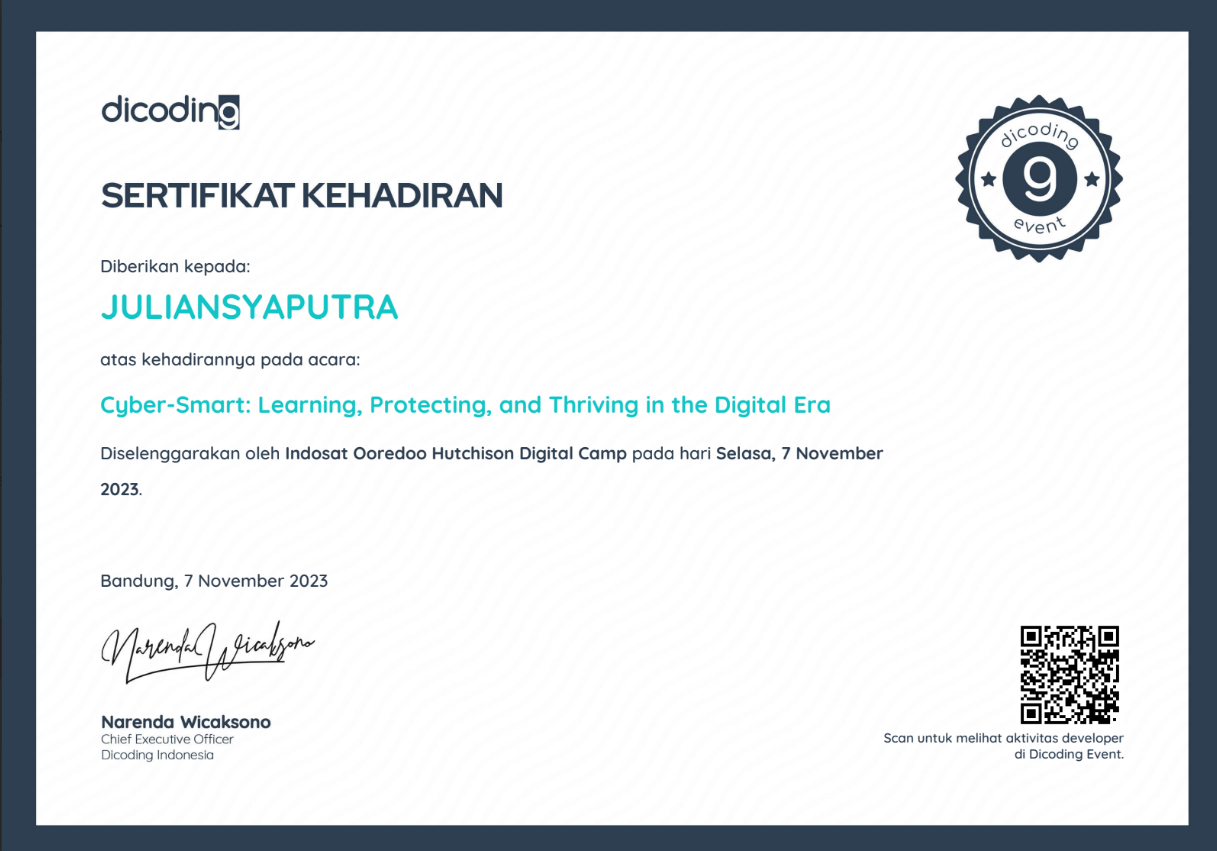 dicoding
dicoding
9
event
SERTIFIKAT KEHADIRAN
Diberikan kepada:
JULIANSYAPUTRA
atas kehadirannya pada acara:
Cyber-Smart: Learning, Protecting, and Thriving in the Digital Era
Diselenggarakan oleh Indosat Ooredoo Hutchison Digital Camp pada hari Selasa, 7 November
2023.
Bandung, 7 November 2023
Narenda Wicaksono
Narenda Wicaksono
Chief Executive Officer
Dicoding Indonesia
Scan untuk melihat aktivitas developer
di Dicoding Event.